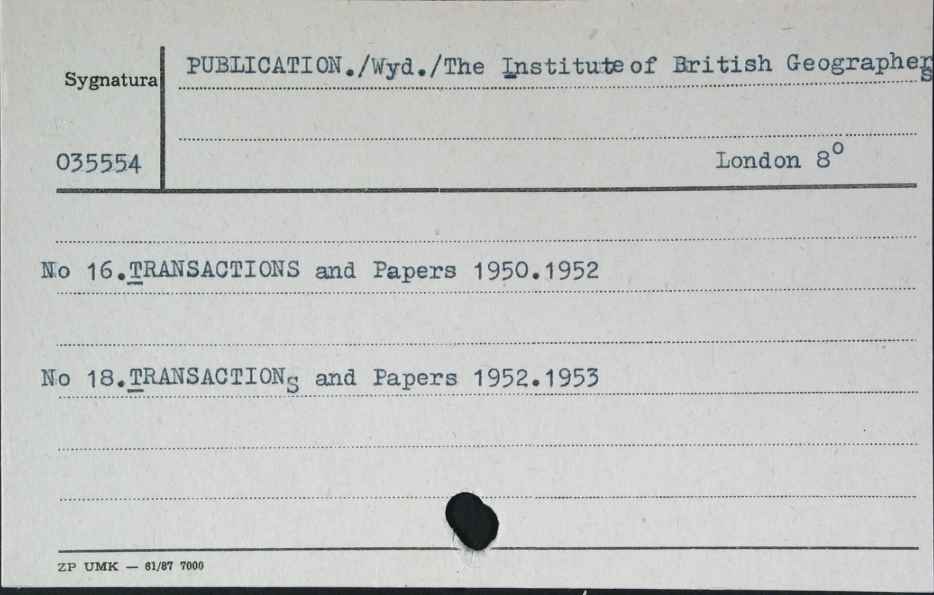 PUBLICATION./Wyd./The Institute of British Geographers
Sygnatura
035554
London 8°
No 16.TRANSACTIONS and Papers 1950.1952
No 18.TRANSACTIONS and Papers 1952.1953
ZP UMK — 61/87 7000